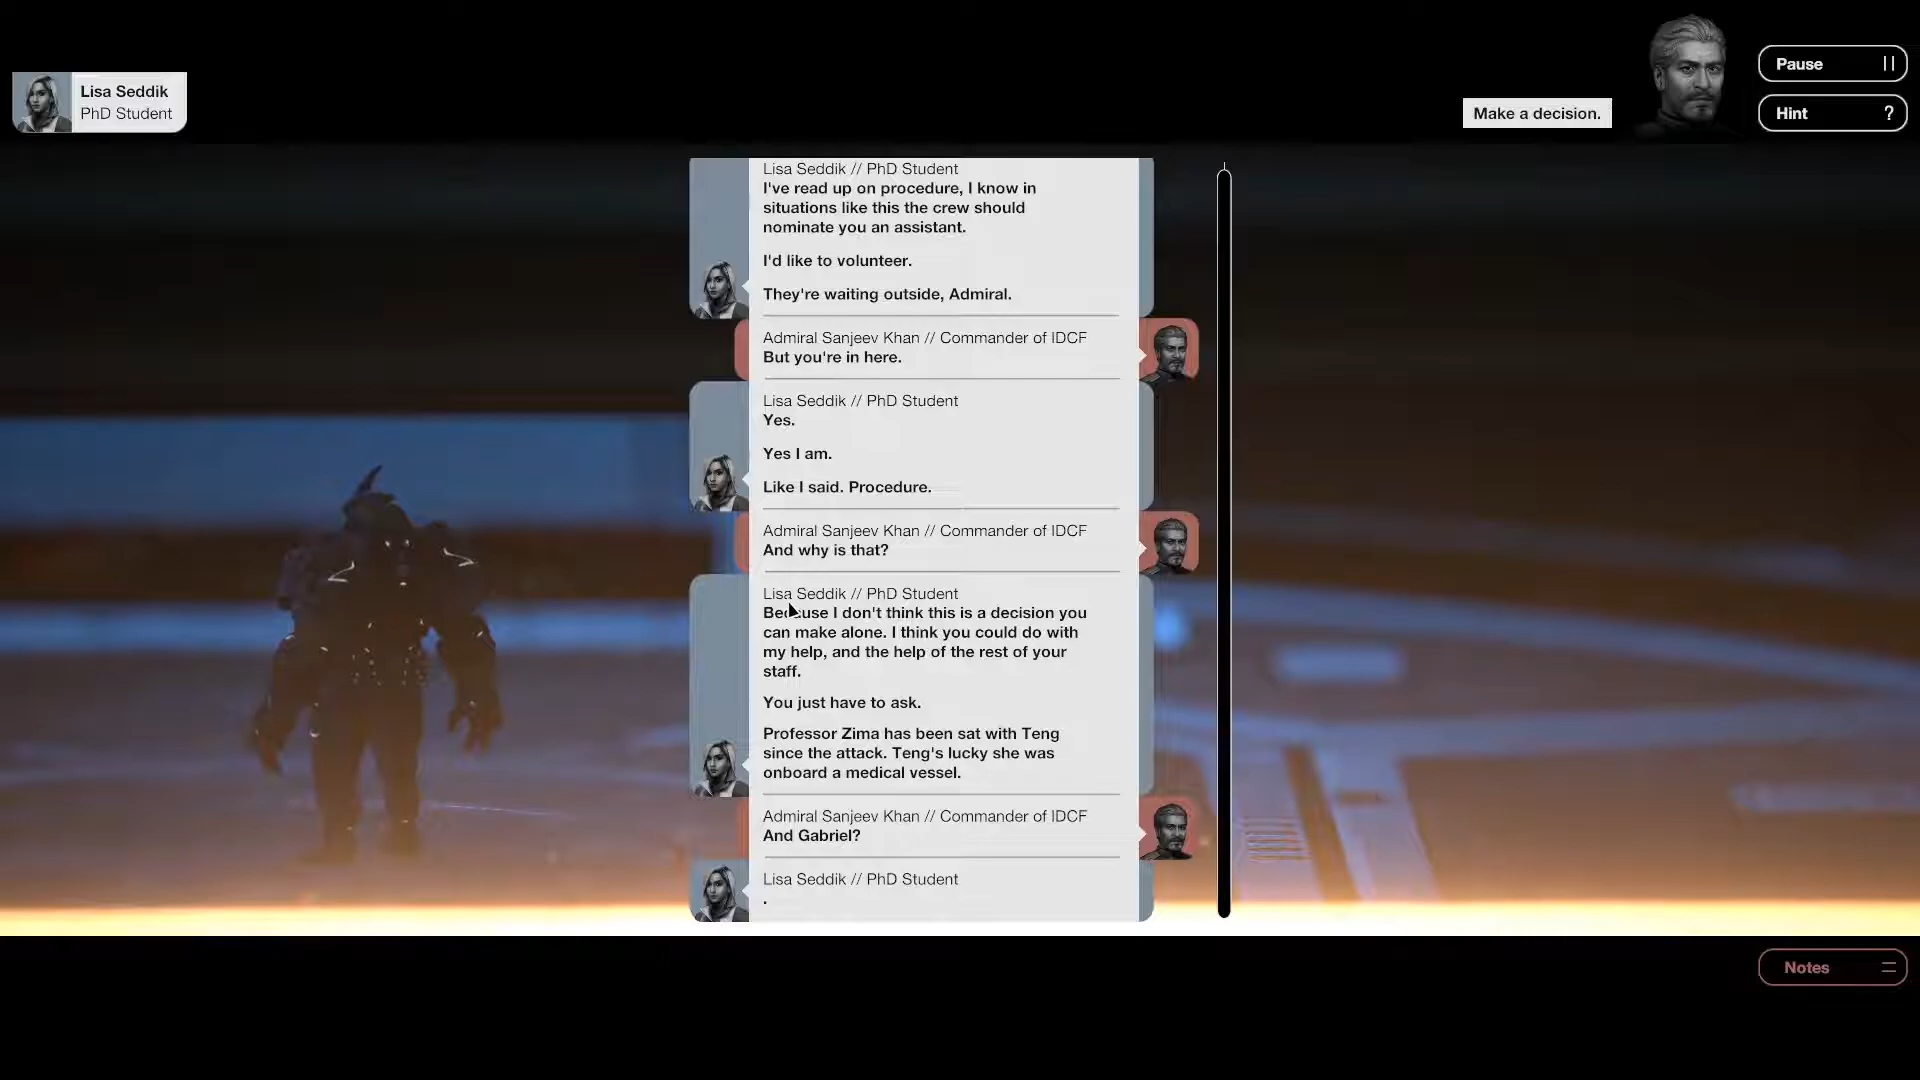 Lisa Seddik
PhD Student
Make a decision.
Pause
Hint ?
Lisa Seddik // PhD Student
I've read up on procedure, I know in
situations like this the crew should
nominate you an assistant.
I'd like to volunteer.
They're waiting outside, Admiral.
Admiral Sanjeev Khan // Commander of IDCF
But you're in here.
Lisa Seddik // PhD Student
Yes.
Yes I am.
Like I said. Procedure.
Admiral Sanjeev Khan // Commander of IDCF
And why is that?
Lisa Seddik // PhD Student
Because I don't think this is a decision you
can make alone. I think you could do with
my help, and the help of the rest of your
staff.
You just have to ask.
Professor Zima has been sat with Teng
since the attack. Teng's lucky she was
onboard a medical vessel.
Admiral Sanjeev Khan // Commander of IDCF
And Gabriel?
Lisa Seddik // PhD Student
.
Notes